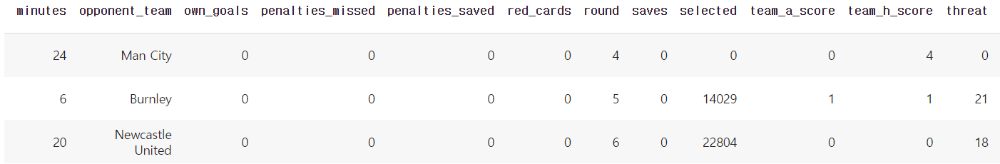 minutes opponent_team own_goals penalties_missed penalties_saved red_cards round saves selected team_a_score team_h_score threat
24 Man City 0 0 0 0 4 0 0 0 4 0
6 Burnley 0 0 0 0 5 0 14029 1 1 21
20 Newcastle United 0 0 0 0 6 0 22804 0 0 18